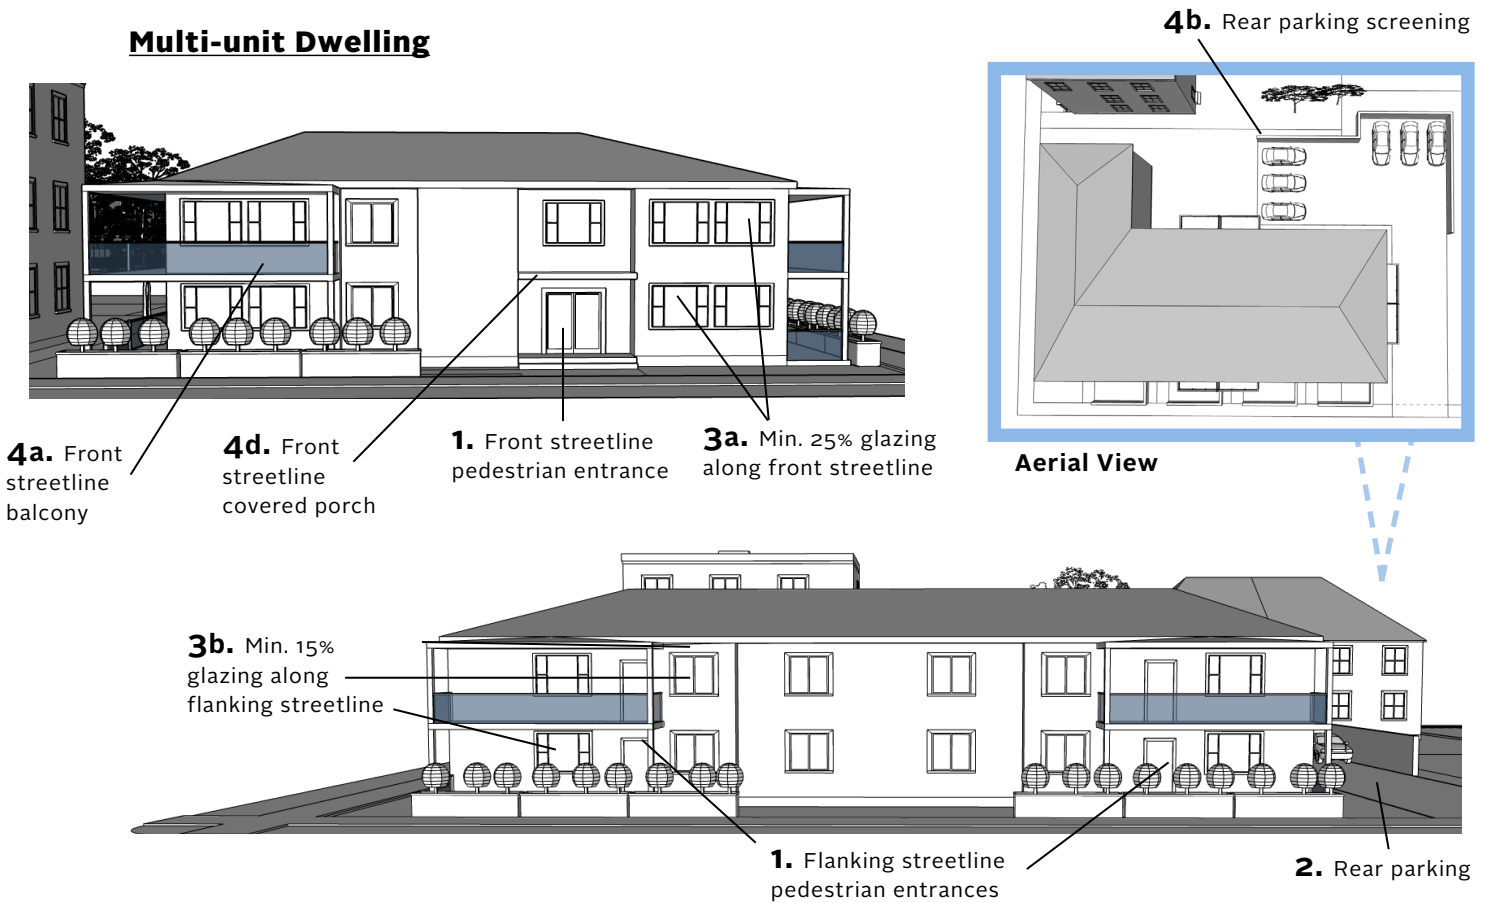 Multi-unit Dwelling
4b. Rear parking screening
4a. Front
streetline
balcony
4d. Front
streetline
covered porch
1. Front streetline
pedestrian entrance
3a. Min. 25% glazing
along front streetline
Aerial View
3b. Min. 15%
glazing along
flanking streetline
1. Flanking streetline
pedestrian entrances
2. Rear parking